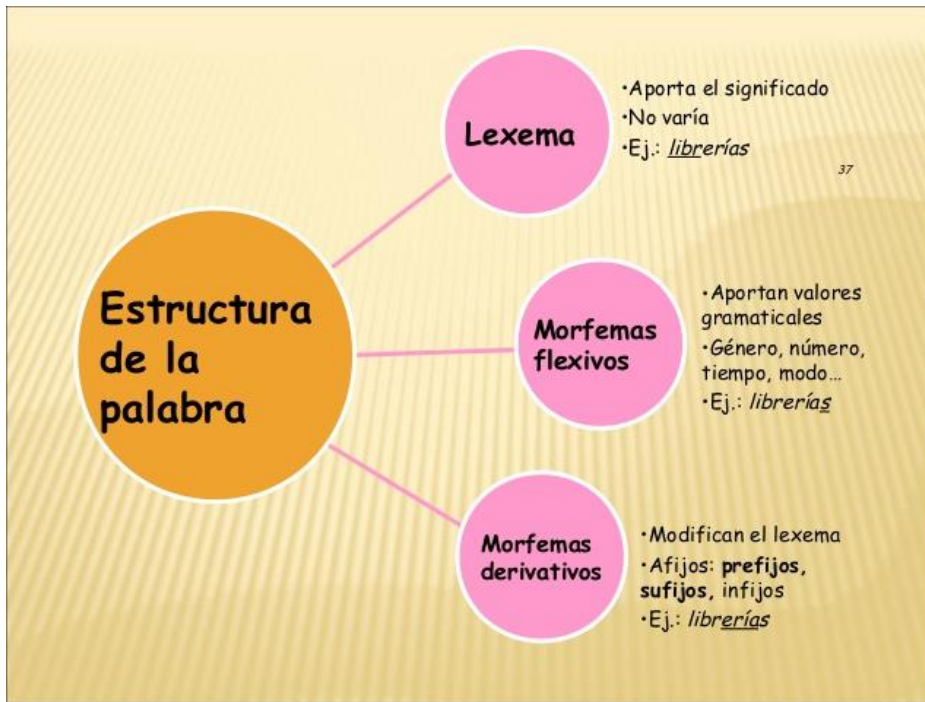 Estructura
de la
palabra
Lexema
•Aporta el significado
•No varía
•Ej.: librerías
37
Morfemas
flexivos
•Aportan valores
gramaticales
•Género, número,
tiempo, modo...
•Ej.: librerías
Morfemas
derivativos
•Modifican el lexema
•Afijos: prefijos,
sufijos, infijos
•Ej.: librerías